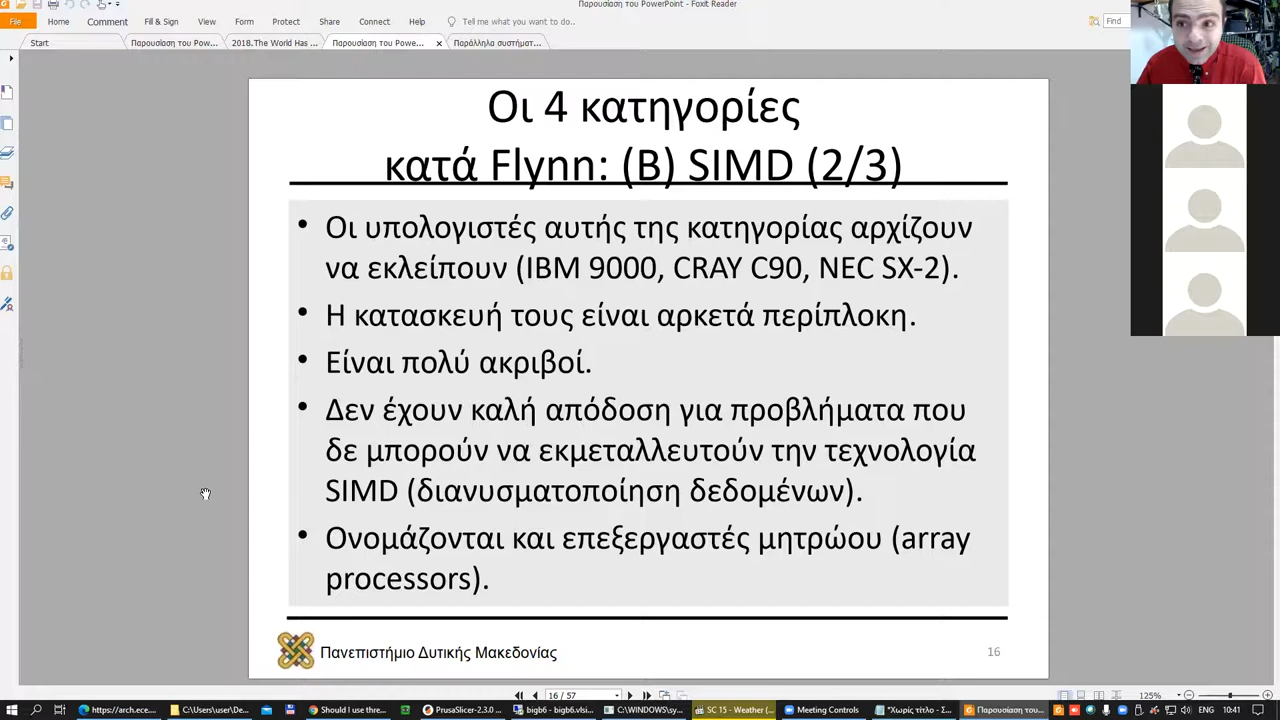 Παρουσίαση του PowerPoint - Foxit Reader
File Home Comment Fill & Sign View Form Protect Share Connect Help Tell me what you want to do.. Find
Start Παρουσίαση του Pow... 2018.The World Has ... Παρουσίαση του Powe... × Παράλληλα συστήματ...
Οι 4 κατηγορίες
κατά Flynn: (Β) SIMD (2/3)
• Οι υπολογιστές αυτής της κατηγορίας αρχίζουν
να εκλείπουν (IBM 9000, CRAY C90, NEC SX-2).
• Η κατασκευή τους είναι αρκετά περίπλοκη.
• Είναι πολύ ακριβοί.
• Δεν έχουν καλή απόδοση για προβλήματα που
δε μπορούν να εκμεταλλευτούν την τεχνολογία
SIMD (διανυσματοποίηση δεδομένων).
• Ονομάζονται και επεξεργαστές μητρώου (array
processors).
Πανεπιστήμιο Δυτικής Μακεδονίας
16
16 / 57
125%
https://arch.ece.... C:\Users\user\De... Should I use thre... PrusaSlicer-2.3.0 ... bigb6 - bigb6.vlsi... C:\WINDOWS\sy... SC 15 - Weather (... Meeting Controls "Χωρίς τίτλο - Σ... Παρουσίαση του... ENG 10:41